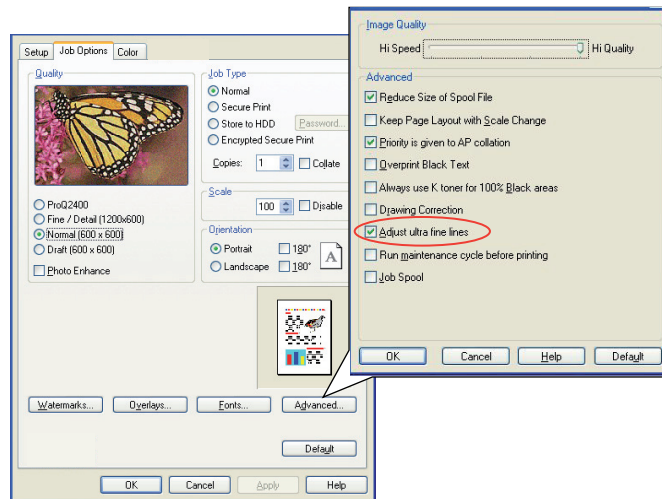 Setup
Job Options
Color
Quality
ProQ2400
Fine / Detail (1200x600)
Normal (600 x 600)
Draft (600 x 600)
Photo Enhance
Job Type
Normal
Secure Print
Store to HDD
Password...
Encrypted Secure Print
Copies: 1
Collate
Scale
100
Disable
Orientation
Portrait
180°
Landscape
180°
A
Watermarks...
Overlays...
Fonts...
Advanced...
Default
OK
Cancel
Apply
Help
Image Quality
Hi Speed
Hi Quality
Advanced
Reduce Size of Spool File
Keep Page Layout with Scale Change
Priority is given to AP collation
Overprint Black Text
Always use K toner for 100% Black areas
Drawing Correction
Adjust ultra fine lines
Run maintenance cycle before printing
Job Spool
OK
Cancel
Help
Default